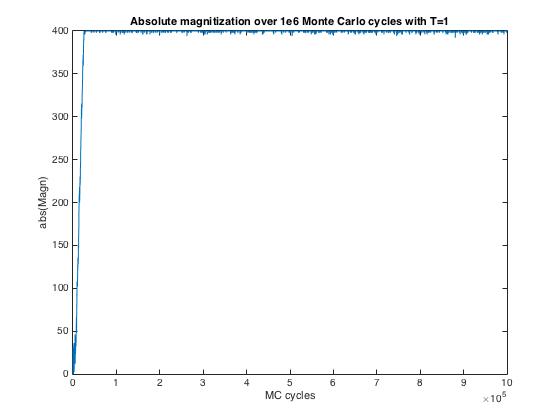 Absolute magnitization over 1e6 Monte Carlo cycles with T=1
400
350
300
250
200
150
100
50
0
abs(Magn)
0 1 2 3 4 5 6 7 8 9 10
MC cycles
×10^5